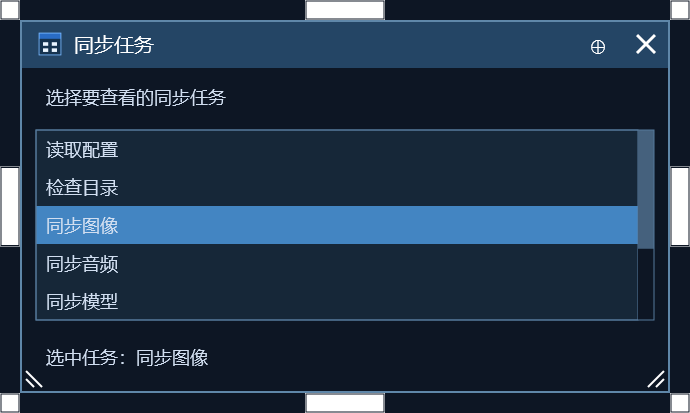 同步任务
选择要查看的同步任务
读取配置
检查目录
同步图像
同步音频
同步模型
选中任务：同步图像